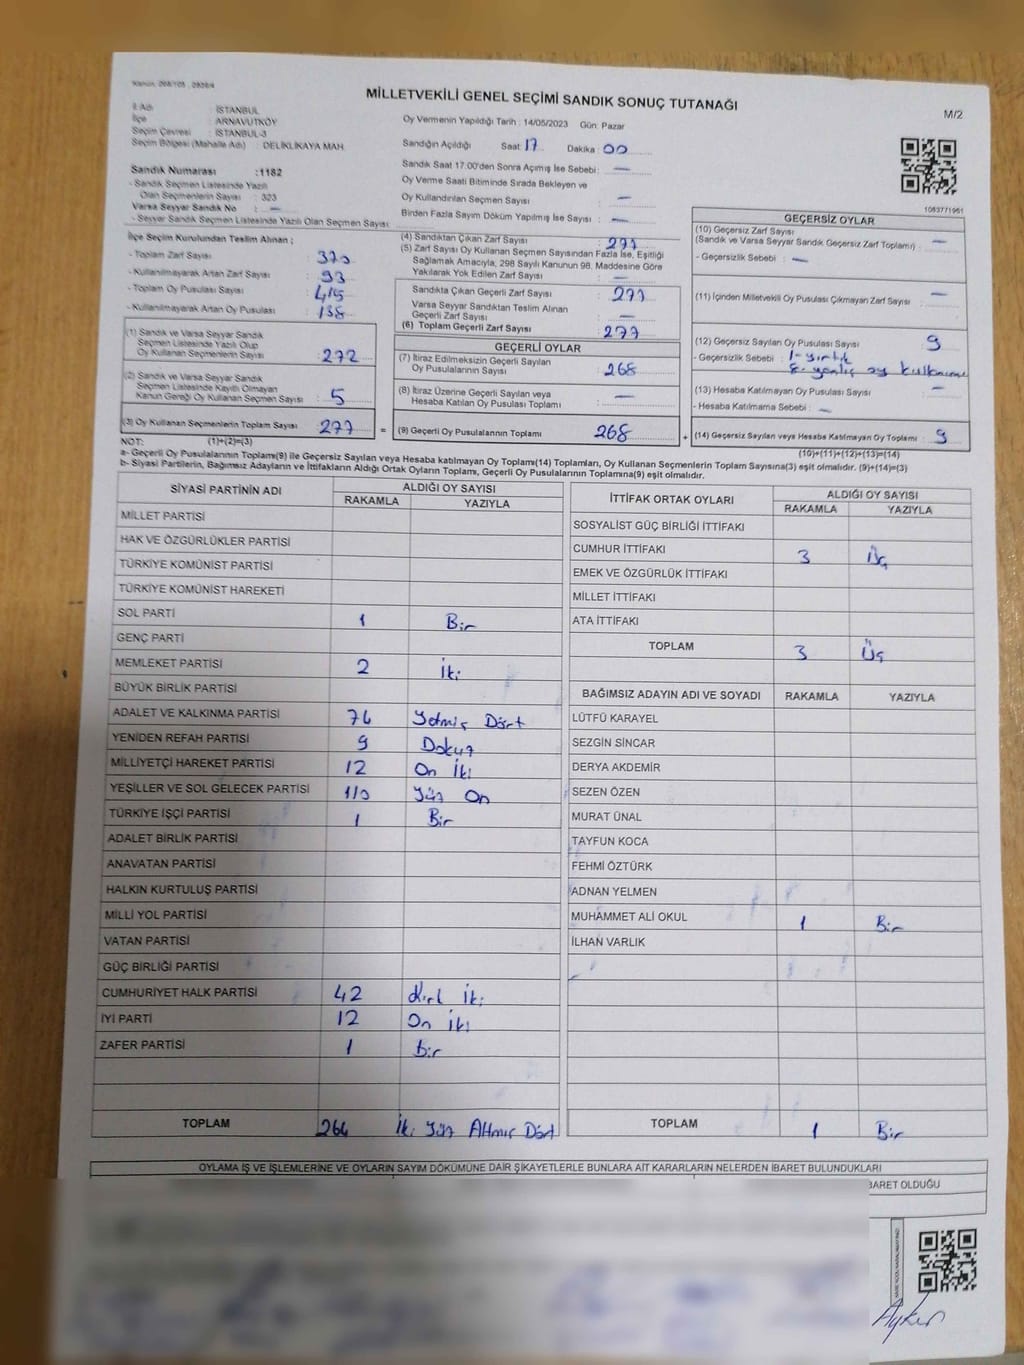 MİLLETVEKİLİ GENEL SEÇİMİ SANDIK SONUÇ TUTANAĞI
M/2
İl Adı : İSTANBUL
İlçe : ARNAVUTKÖY
Seçim Çevresi : İSTANBUL-3
Seçim Bölgesi (Mahalle Adı) : DELİKLİKAYA MAH.
Oy Vermenin Yapıldığı Tarih : 14/05/2023 Gün: Pazar
Sandığın Açıldığı Saat : 17 Dakika : 00
Sandık Saat 17.00'den Sonra Açılmış İse Sebebi : —
Oy Verme Saati Bitiminde Sırada Bekleyen ve
Oy Kullandırılan Seçmen Sayısı : —
Birden Fazla Sayım Döküm Yapılmış İse Sayısı : —
Sandık Numarası : 1182
- Sandık Seçmen Listesinde Yazılı
Olan Seçmenlerin Sayısı : 323
Varsa Seyyar Sandık No : —
- Seyyar Sandık Seçmen Listesinde Yazılı Olan Seçmen Sayısı:
İlçe Seçim Kurulundan Teslim Alınan ;
- Toplam Zarf Sayısı : 370
- Kullanılmayarak Artan Zarf Sayısı : 93
- Toplam Oy Pusulası Sayısı : 415
- Kullanılmayarak Artan Oy Pusulası : 138
(1) Sandık ve Varsa Seyyar Sandık
Seçmen Listesinde Yazılı Olup
Oy Kullanan Seçmenlerin Sayısı : 272
(2) Sandık ve Varsa Seyyar Sandık
Seçmen Listesinde Kayıtlı Olmayan
Kanun Gereği Oy Kullanan Seçmen Sayısı : 5
(3) Oy Kullanan Seçmenlerin Toplam Sayısı : 277
(1)+(2)=(3)
(4) Sandıktan Çıkan Zarf Sayısı : 277
(5) Zarf Sayısı Oy Kullanan Seçmen Sayısından Fazla İse, Eşitliği
Sağlamak Amacıyla, 298 Sayılı Kanunun 98. Maddesine Göre
Yakılarak Yok Edilen Zarf Sayısı : —
Sandıkta Çıkan Geçerli Zarf Sayısı : 277
Varsa Seyyar Sandıktan Teslim Alınan
Geçerli Zarf Sayısı : —
(6) Toplam Geçerli Zarf Sayısı : 277
GEÇERLİ OYLAR
(7) İtiraz Edilmeksizin Geçerli Sayılan
Oy Pusulalarının Sayısı : 268
(8) İtiraz Üzerine Geçerli Sayılan veya
Hesaba Katılan Oy Pusulası Toplamı : —
= (9) Geçerli Oy Pusulalarının Toplamı 268
1083771961
GEÇERSİZ OYLAR
(10) Geçersiz Zarf Sayısı
(Sandık ve Varsa Seyyar Sandık Geçersiz Zarf Toplamı) : —
- Geçersizlik Sebebi : —
(11) İçinden Milletvekili Oy Pusulası Çıkmayan Zarf Sayısı : —
(12) Geçersiz Sayılan Oy Pusulası Sayısı : 9
- Geçersizlik Sebebi : 1-yırtık
8-yanlış oy kullanımı
(13) Hesaba Katılmayan Oy Pusulası Sayısı : —
- Hesaba Katılmama Sebebi : —
+ (14) Geçersiz Sayılan veya Hesaba Katılmayan Oy Toplamı : 9
(10)+(11)+(12)+(13)=(14)
NOT:
a- Geçerli Oy Pusulalarının Toplamı(9) ile Geçersiz Sayılan veya Hesaba katılmayan Oy Toplamı(14) Toplamları, Oy Kullanan Seçmenlerin Toplam Sayısına(3) eşit olmalıdır. (9)+(14)=(3)
b- Siyasi Partilerin, Bağımsız Adayların ve İttifakların Aldığı Ortak Oyların Toplamı, Geçerli Oy Pusulalarının Toplamına(9) eşit olmalıdır.
SİYASİ PARTİNİN ADI ALDIĞI OY SAYISI
RAKAMLA YAZIYLA
MİLLET PARTİSİ
HAK VE ÖZGÜRLÜKLER PARTİSİ
TÜRKİYE KOMÜNİST PARTİSİ
TÜRKİYE KOMÜNİST HAREKETİ
SOL PARTİ 1 Bir
GENÇ PARTİ
MEMLEKET PARTİSİ 2 İki
BÜYÜK BİRLİK PARTİSİ
ADALET VE KALKINMA PARTİSİ 74 Yetmiş Dört
YENİDEN REFAH PARTİSİ 9 Dokuz
MİLLİYETÇİ HAREKET PARTİSİ 12 On İki
YEŞİLLER VE SOL GELECEK PARTİSİ 110 Yüz On
TÜRKİYE İŞÇİ PARTİSİ 1 Bir
ADALET BİRLİK PARTİSİ
ANAVATAN PARTİSİ
HALKIN KURTULUŞ PARTİSİ
MİLLİ YOL PARTİSİ
VATAN PARTİSİ
GÜÇ BİRLİĞİ PARTİSİ
CUMHURİYET HALK PARTİSİ 42 Kırk İki
İYİ PARTİ 12 On İki
ZAFER PARTİSİ 1 Bir
TOPLAM 264 İki Yüz Altmış Dört
İTTİFAK ORTAK OYLARI ALDIĞI OY SAYISI
RAKAMLA YAZIYLA
SOSYALİST GÜÇ BİRLİĞİ İTTİFAKI
CUMHUR İTTİFAKI 3 Üç
EMEK VE ÖZGÜRLÜK İTTİFAKI
MİLLET İTTİFAKI
ATA İTTİFAKI
TOPLAM 3 Üç
BAĞIMSIZ ADAYIN ADI VE SOYADI RAKAMLA YAZIYLA
LÜTFÜ KARAYEL
SEZGİN SİNCAR
DERYA AKDEMİR
SEZEN ÖZEN
MURAT ÜNAL
TAYFUN KOCA
FEHMİ ÖZTÜRK
ADNAN YELMEN
MUHAMMET ALİ OKUL 1 Bir
İLHAN VARLIK
TOPLAM 1 Bir
OYLAMA İŞ VE İŞLEMLERİNE VE OYLARIN SAYIM DÖKÜMÜNE DAİR ŞİKAYETLERLE BUNLARA AİT KARARLARIN NELERDEN İBARET BULUNDUKLARI
BARET OLDUĞU